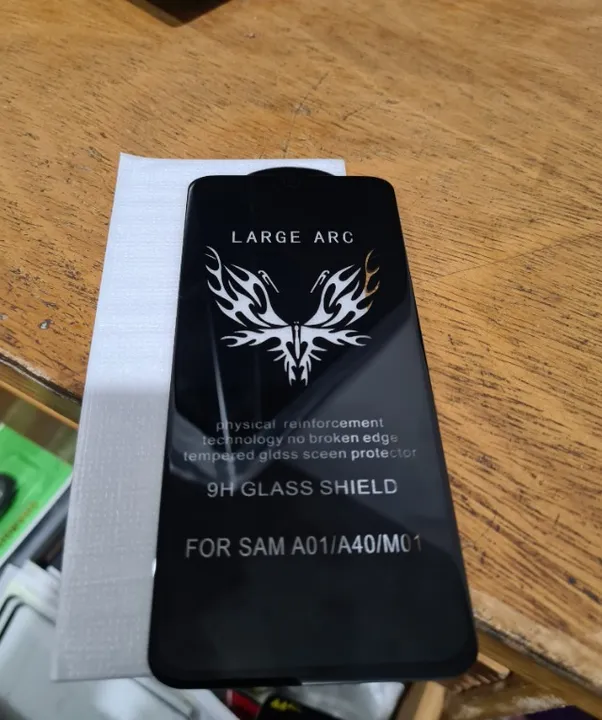 LARGE ARC
physical reinforcement
technology no broken edge
tempered glass sceen protector
9H GLASS SHIELD
FOR SAM A01/A40/M01